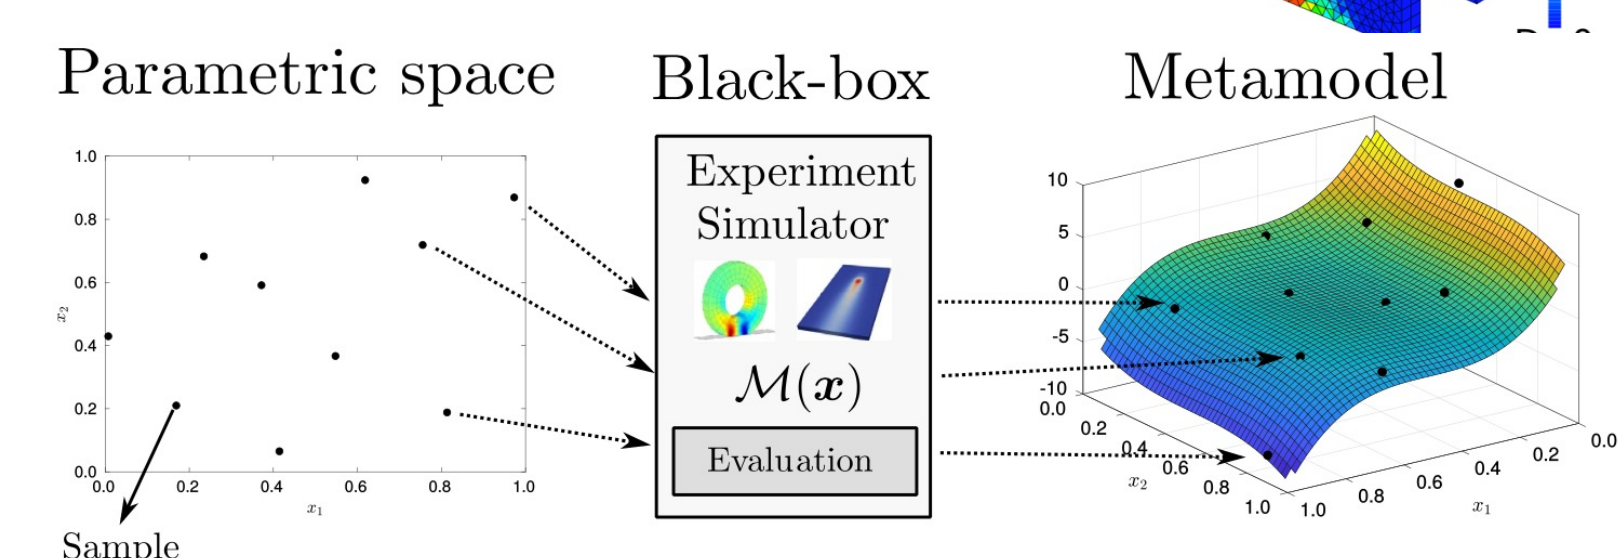 Parametric space
Black-box
Metamodel
1.0
0.8
0.6
0.4
0.2
0.0
0.0 0.2 0.4 0.6 0.8 1.0
x₂
x₁
Sample
Experiment
Simulator
ℳ(𝒙)
Evaluation
10
5
0
-5
-10
0.0
0.2
0.4
0.6
0.8
1.0
x₂
1.0
0.8
0.6
0.4
0.2
0.0
x₁